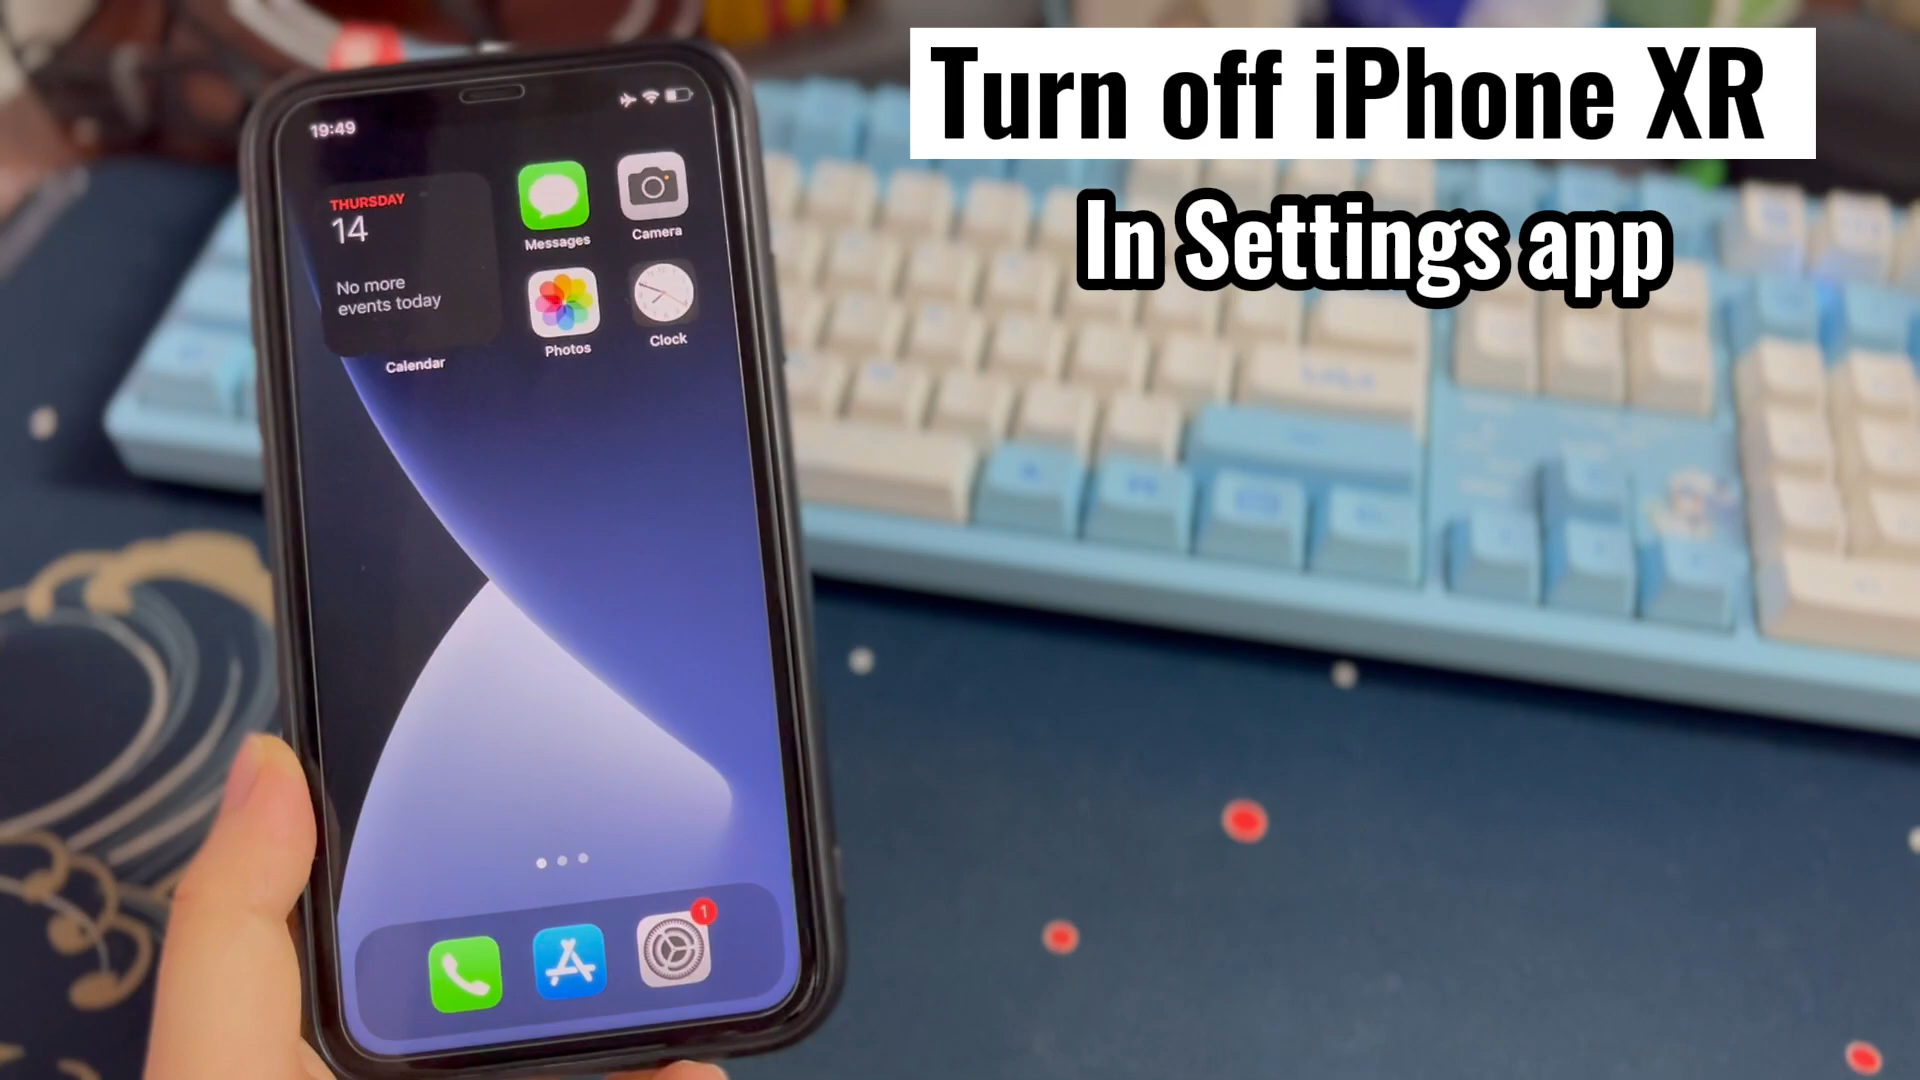 Turn off iPhone XR
In Settings app
19:49
THURSDAY
14
No more
events today
Calendar
Messages
Camera
Photos
Clock
1